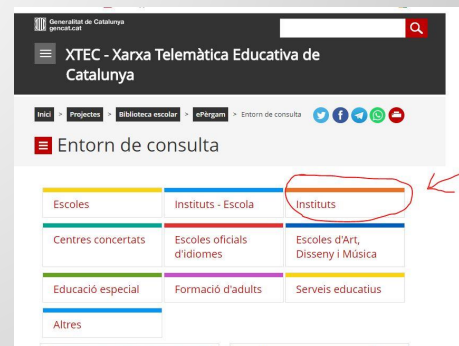 Generalitat de Catalunya
gencat.cat
XTEC - Xarxa Telemàtica Educativa de
Catalunya
Inici > Projectes > Biblioteca escolar > ePèrgam > Entorn de consulta
Entorn de consulta
Escoles
Instituts - Escola
Instituts
Centres concertats
Escoles oficials
d'idiomes
Escoles d'Art,
Disseny i Música
Educació especial
Formació d'adults
Serveis educatius
Altres